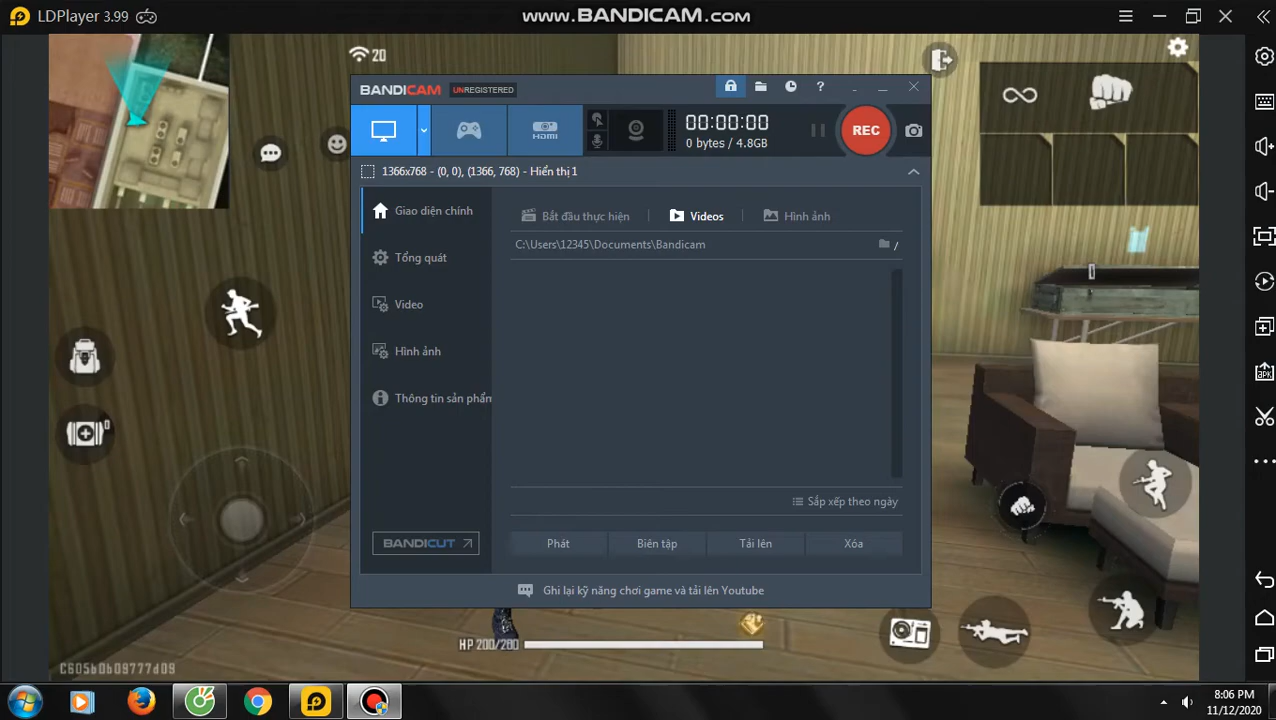 LDPlayer 3.99
www.BANDICAM.com
20
BANDICAM UNREGISTERED
?
HDMI
00:00:00
0 bytes / 4.8GB
REC
1366x768 - (0, 0), (1366, 768) - Hiển thị 1
Giao diện chính
Tổng quát
Video
Hình ảnh
Thông tin sản phẩm
Bắt đầu thực hiện
Videos
Hình ảnh
C:\Users\12345\Documents\Bandicam
/
Sắp xếp theo ngày
BANDICUT
Phát
Biên tập
Tải lên
Xóa
Ghi lại kỹ năng chơi game và tải lên Youtube
0
APK
HP 200/200
C605b0b09777d09
8:06 PM
11/12/2020